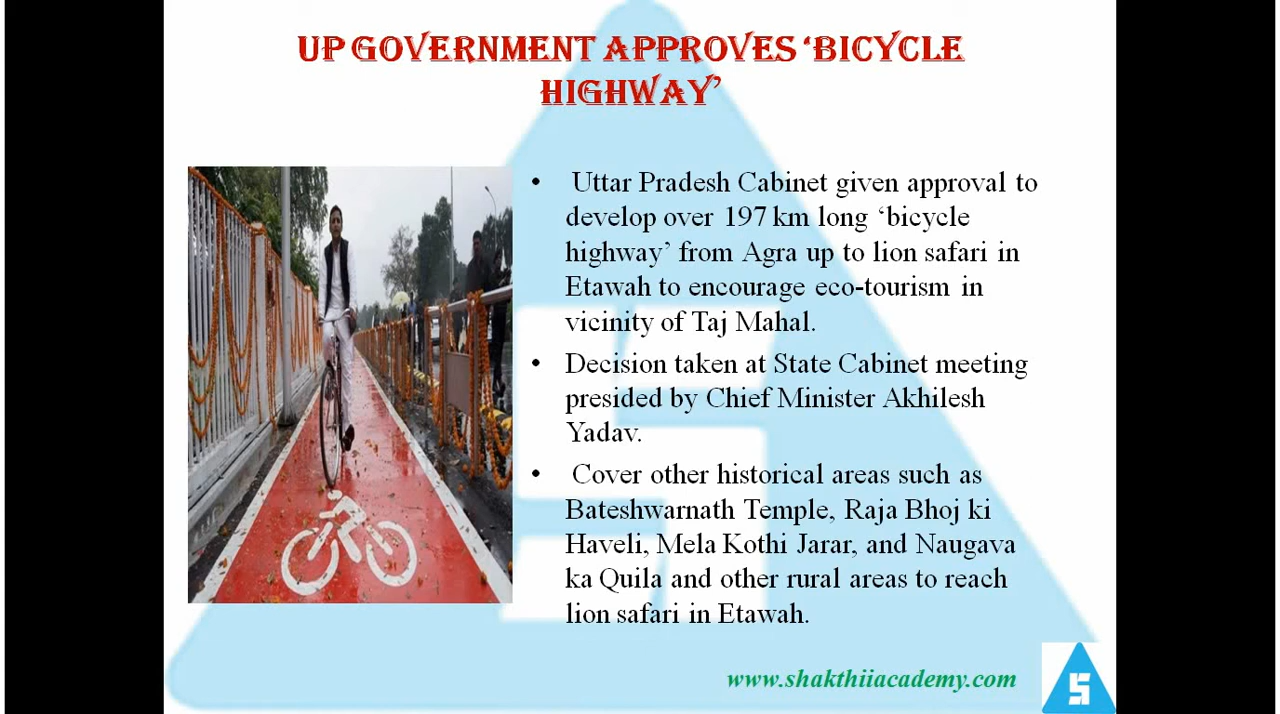 UP GOVERNMENT APPROVES ‘BICYCLE
HIGHWAY’
• Uttar Pradesh Cabinet given approval to
develop over 197 km long ‘bicycle
highway’ from Agra up to lion safari in
Etawah to encourage eco-tourism in
vicinity of Taj Mahal.
• Decision taken at State Cabinet meeting
presided by Chief Minister Akhilesh
Yadav.
• Cover other historical areas such as
Bateshwarnath Temple, Raja Bhoj ki
Haveli, Mela Kothi Jarar, and Naugava
ka Quila and other rural areas to reach
lion safari in Etawah.
www.shakthiiacademy.com